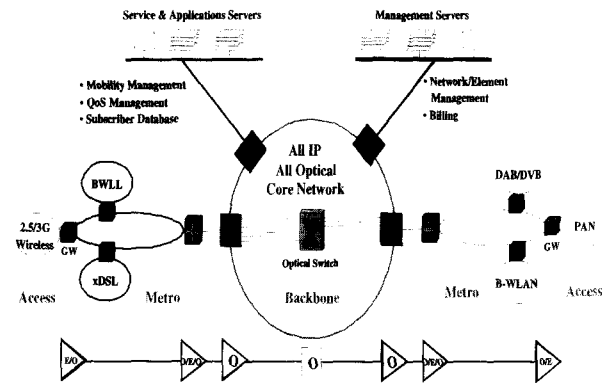 Service & Applications Servers
Management Servers
• Mobility Management
• QoS Management
• Subscriber Database
• Network/Element
Management
• Billing
All IP
All Optical
Core Network
BWLL
DAB/DVB
2.5/3G
Wireless
GW
PAN
GW
Optical Switch
xDSL
B-WLAN
Access
Metro
Backbone
Metro
Access
E/O
O/E/O
O
O
O
O/E/O
O/E